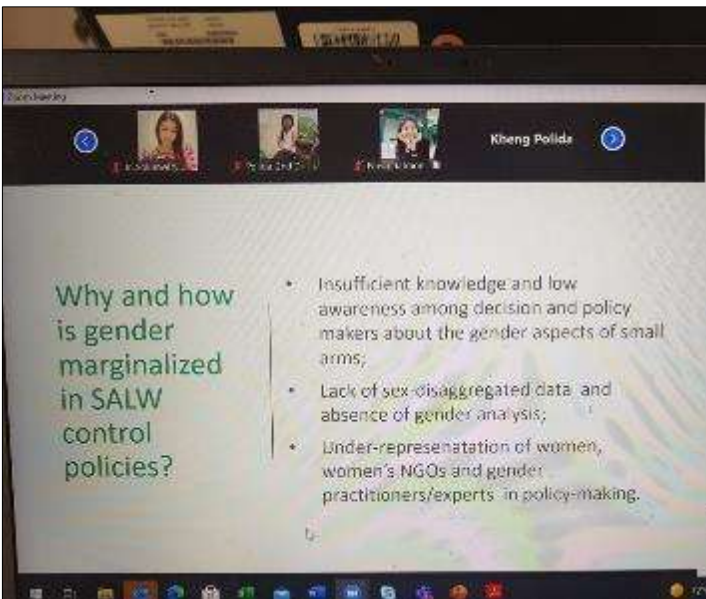 Zoom Meeting
Kheng Polida
Why and how
is gender
marginalized
in SALW
control
policies?
• Insufficient knowledge and low
awareness among decision and policy
makers about the gender aspects of small
arms;
• Lack of sex-disaggregated data and
absence of gender analysis;
• Under-represenatation of women,
women's NGOs and gender
practitioners/experts in policy-making.